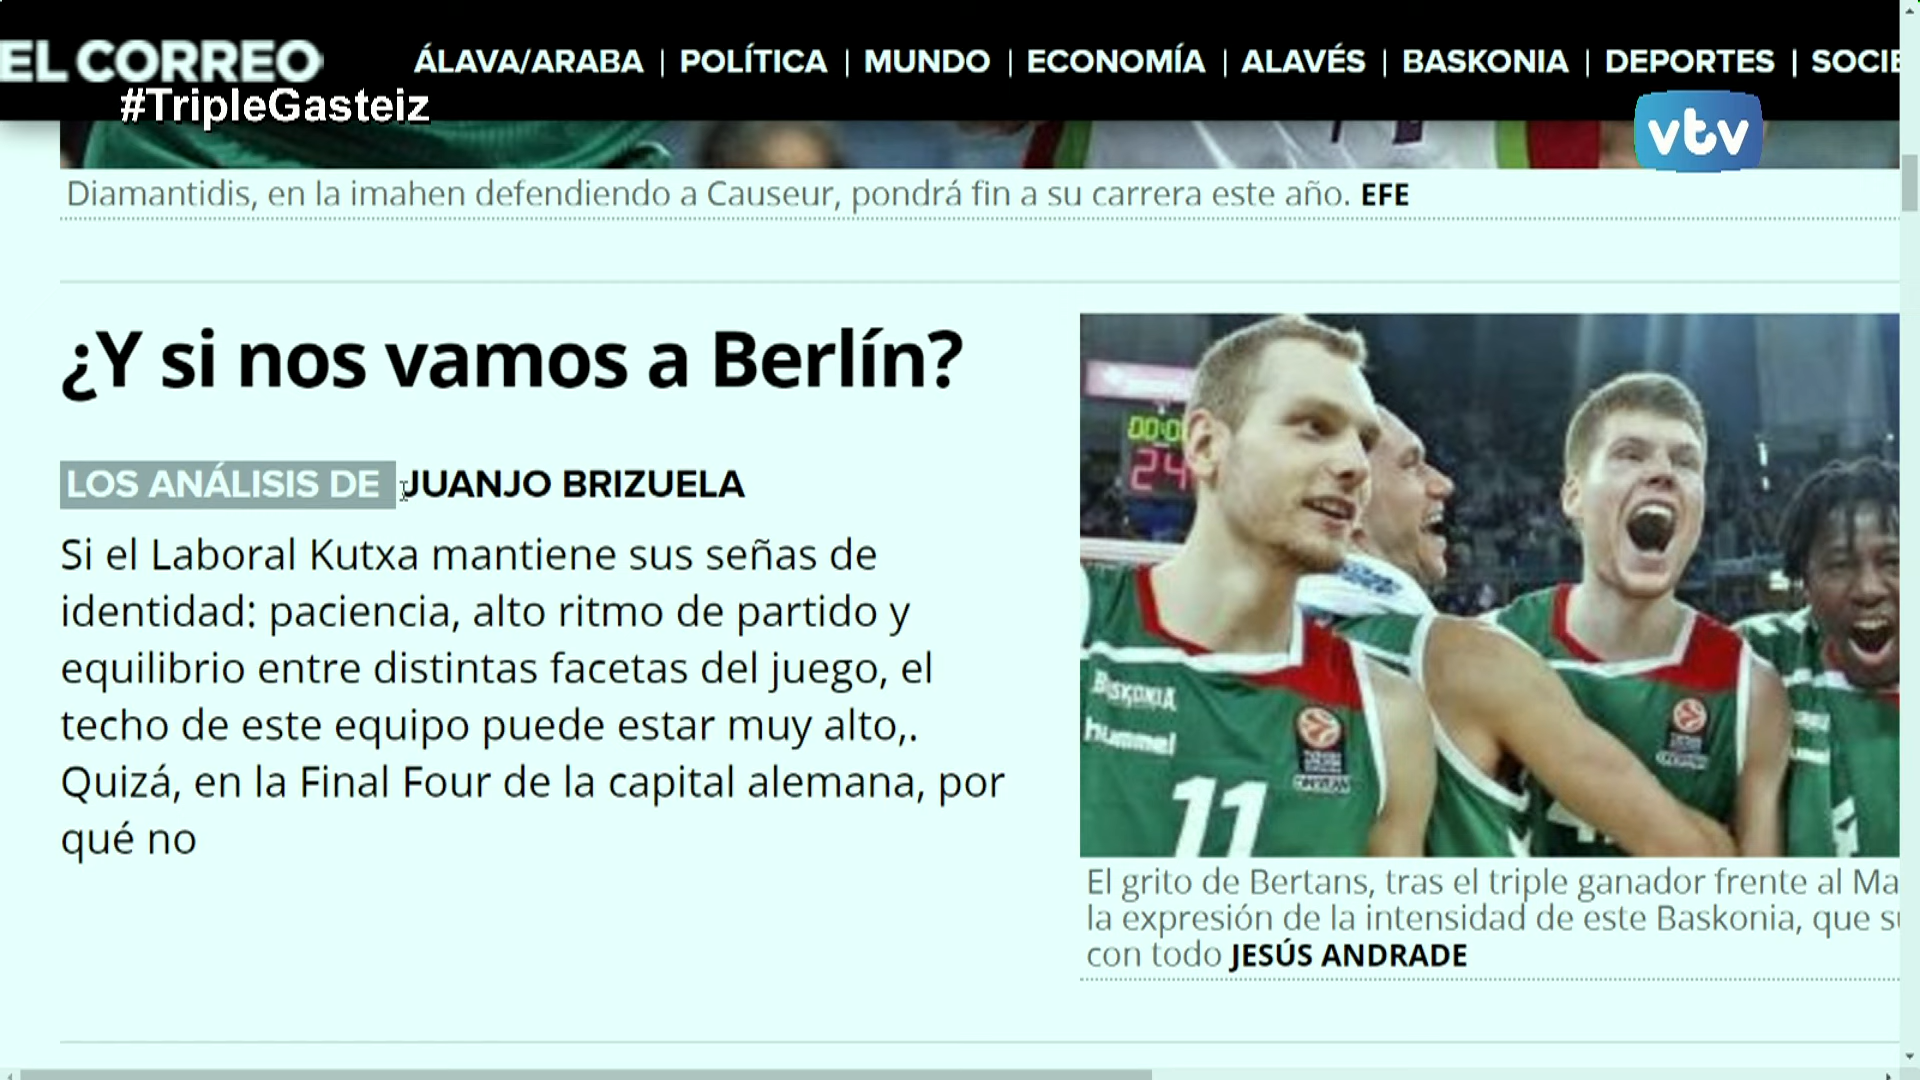 EL CORREO
ÁLAVA/ARABA | POLÍTICA | MUNDO | ECONOMÍA | ALAVÉS | BASKONIA | DEPORTES |
#TripleGasteiz
vtv
Diamantidis, en la imahen defendiendo a Causeur, pondrá fin a su carrera este año. EFE
¿Y si nos vamos a Berlín?
LOS ANÁLISIS DE JUANJO BRIZUELA
Si el Laboral Kutxa mantiene sus señas de
identidad: paciencia, alto ritmo de partido y
equilibrio entre distintas facetas del juego, el
techo de este equipo puede estar muy alto,.
Quizá, en la Final Four de la capital alemana, por
qué no
24
BASKONIA
hummel
11
El grito de Bertans, tras el triple ganador frente al
la expresión de la intensidad de este Baskonia, que
con todo JESÚS ANDRADE